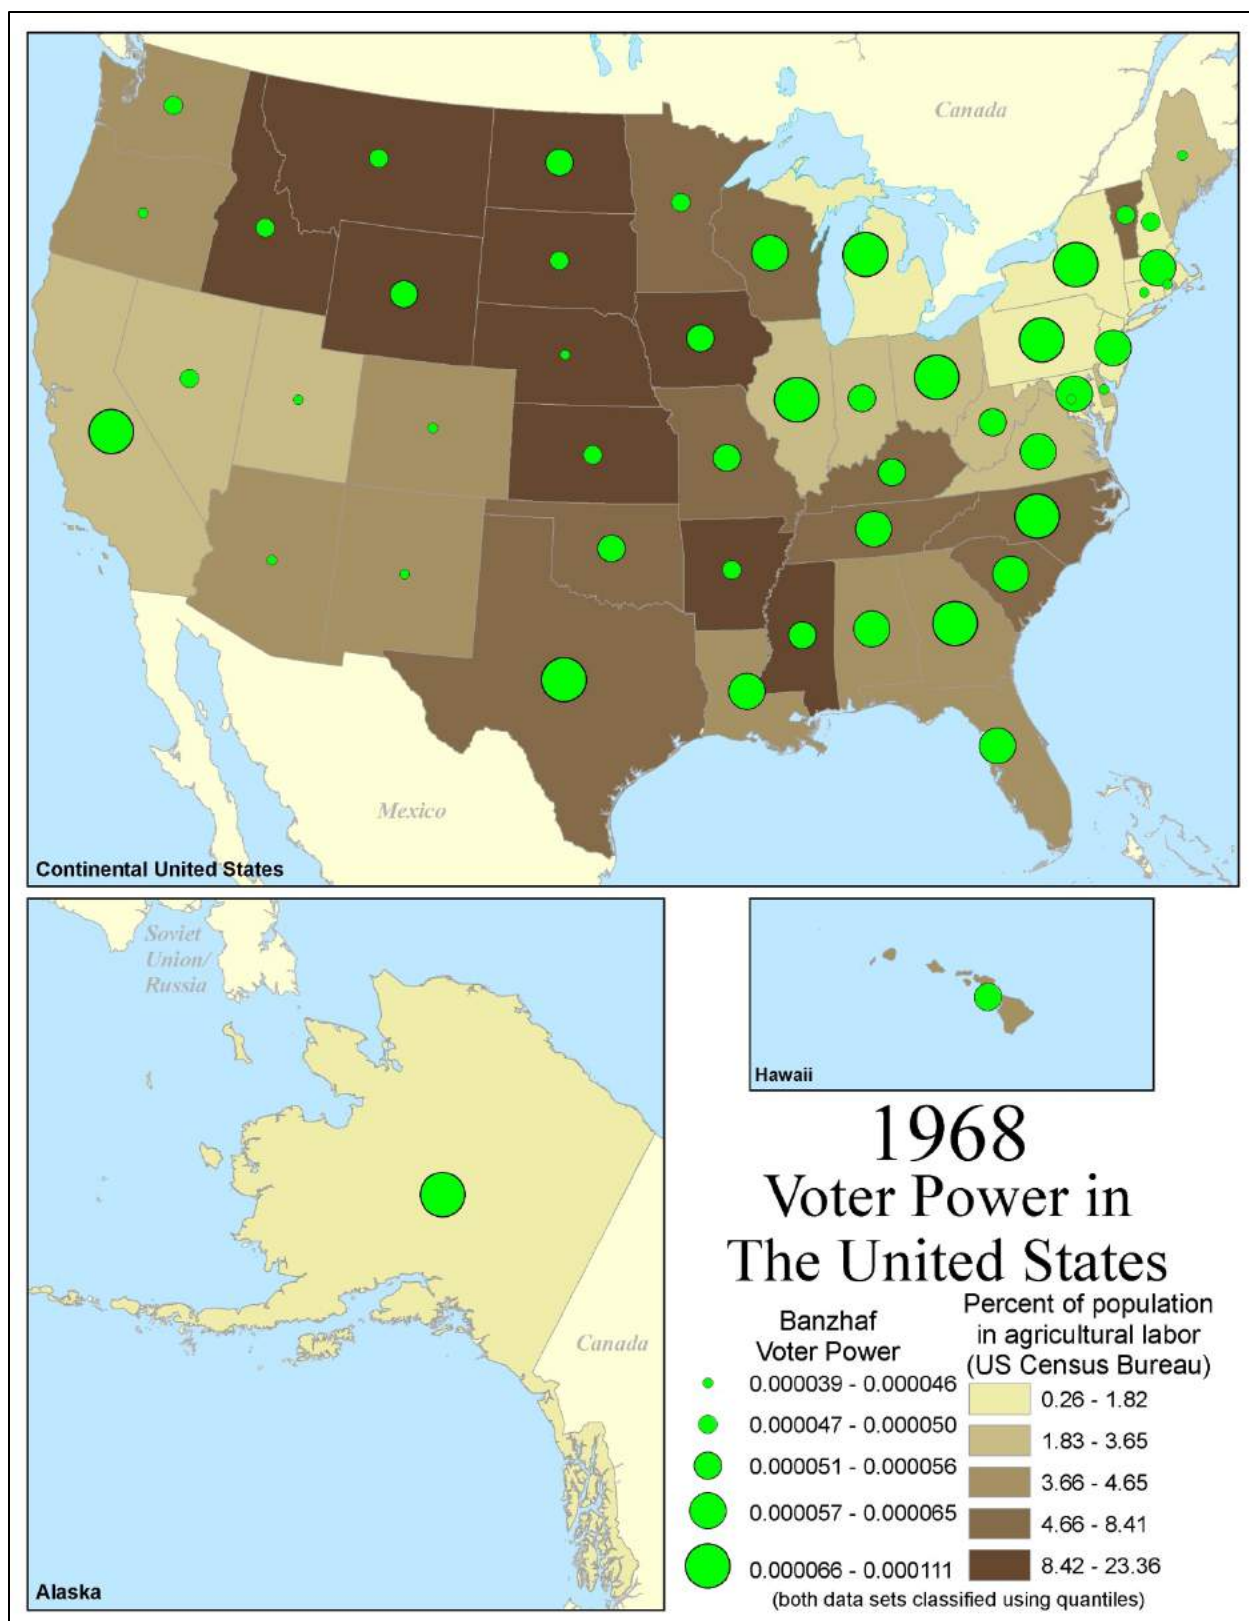 Canada
Mexico
Continental United States
Soviet
Union/
Russia
Canada
Alaska
Hawaii
1968
Voter Power in
The United States
Banzhaf
Voter Power
0.000039 - 0.000046
0.000047 - 0.000050
0.000051 - 0.000056
0.000057 - 0.000065
0.000066 - 0.000111
Percent of population
in agricultural labor
(US Census Bureau)
0.26 - 1.82
1.83 - 3.65
3.66 - 4.65
4.66 - 8.41
8.42 - 23.36
(both data sets classified using quantiles)